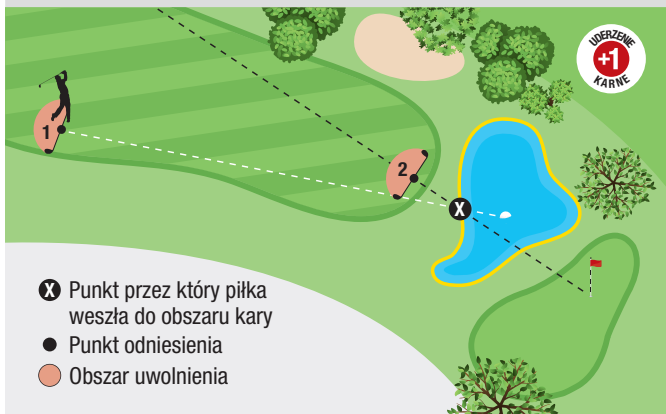 UDERZENIE
+1
KARNE
1
2
X
X Punkt przez który piłka
weszła do obszaru kary
Punkt odniesienia
Obszar uwolnienia